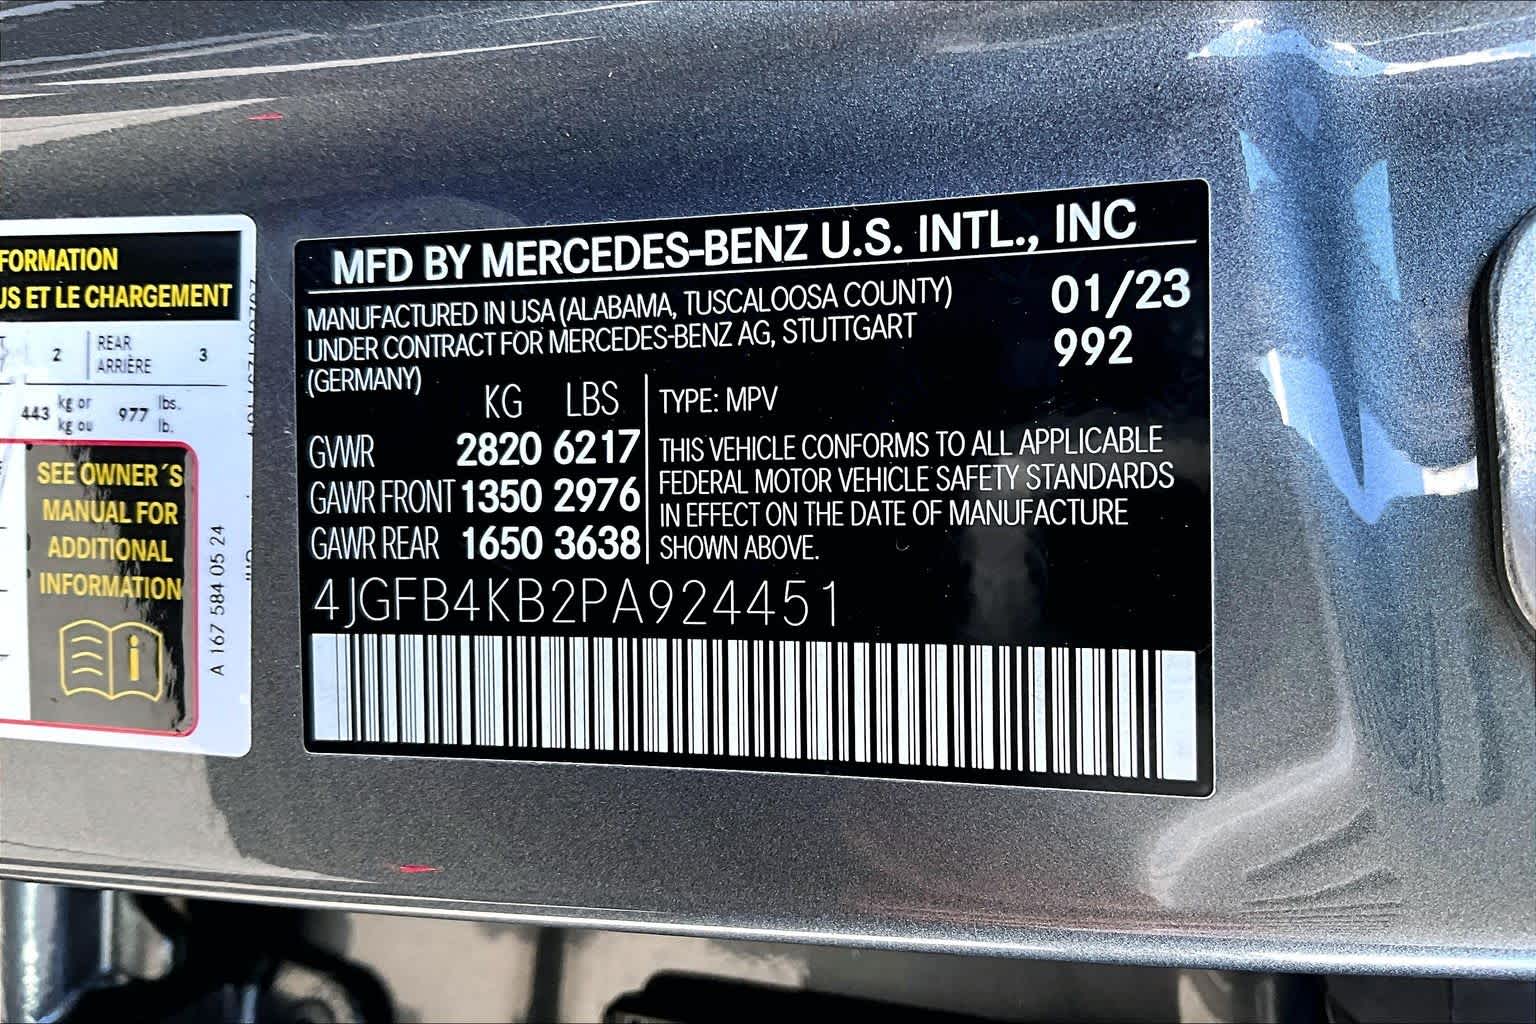 FORMATION
US ET LE CHARGEMENT
2 REAR 3
ARRIÈRE
443 kg or 977 lbs.
kg ou lb.
SEE OWNER´S
MANUAL FOR
ADDITIONAL
INFORMATION
A 167 584 05 24
MFD BY MERCEDES-BENZ U.S. INTL., INC
MANUFACTURED IN USA (ALABAMA, TUSCALOOSA COUNTY) 01/23
UNDER CONTRACT FOR MERCEDES-BENZ AG, STUTTGART 992
(GERMANY)
KG LBS
GVWR 2820 6217
GAWR FRONT 1350 2976
GAWR REAR 1650 3638
TYPE: MPV
THIS VEHICLE CONFORMS TO ALL APPLICABLE
FEDERAL MOTOR VEHICLE SAFETY STANDARDS
IN EFFECT ON THE DATE OF MANUFACTURE
SHOWN ABOVE.
4JGFB4KB2PA924451